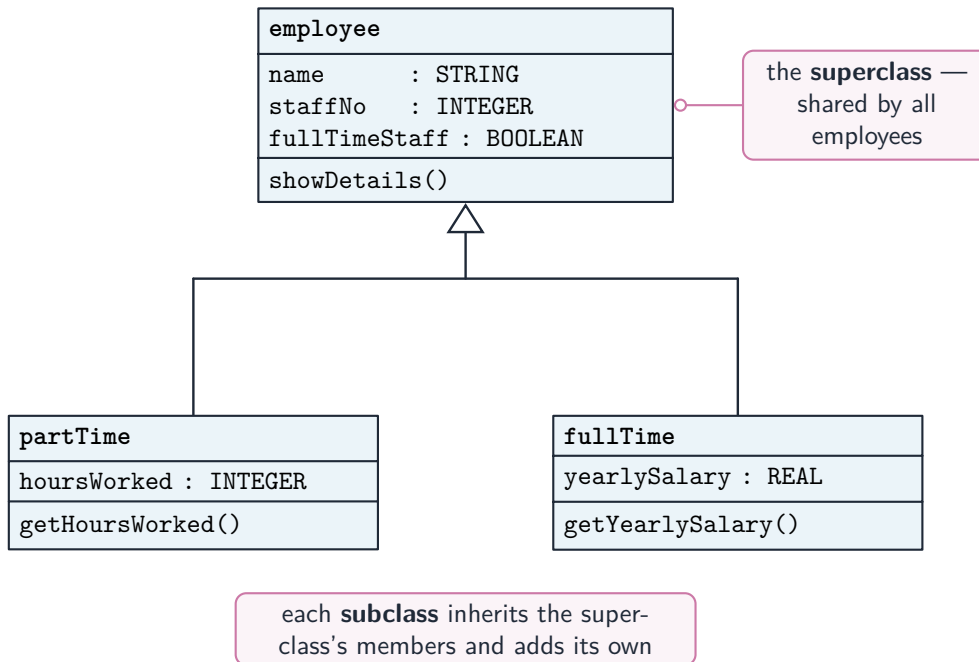 employee
name : STRING
staffNo : INTEGER
fullTimeStaff : BOOLEAN
showDetails()
the superclass —
shared by all
employees
partTime
hoursWorked : INTEGER
getHoursWorked()
fullTime
yearlySalary : REAL
getYearlySalary()
each subclass inherits the super-
class's members and adds its own